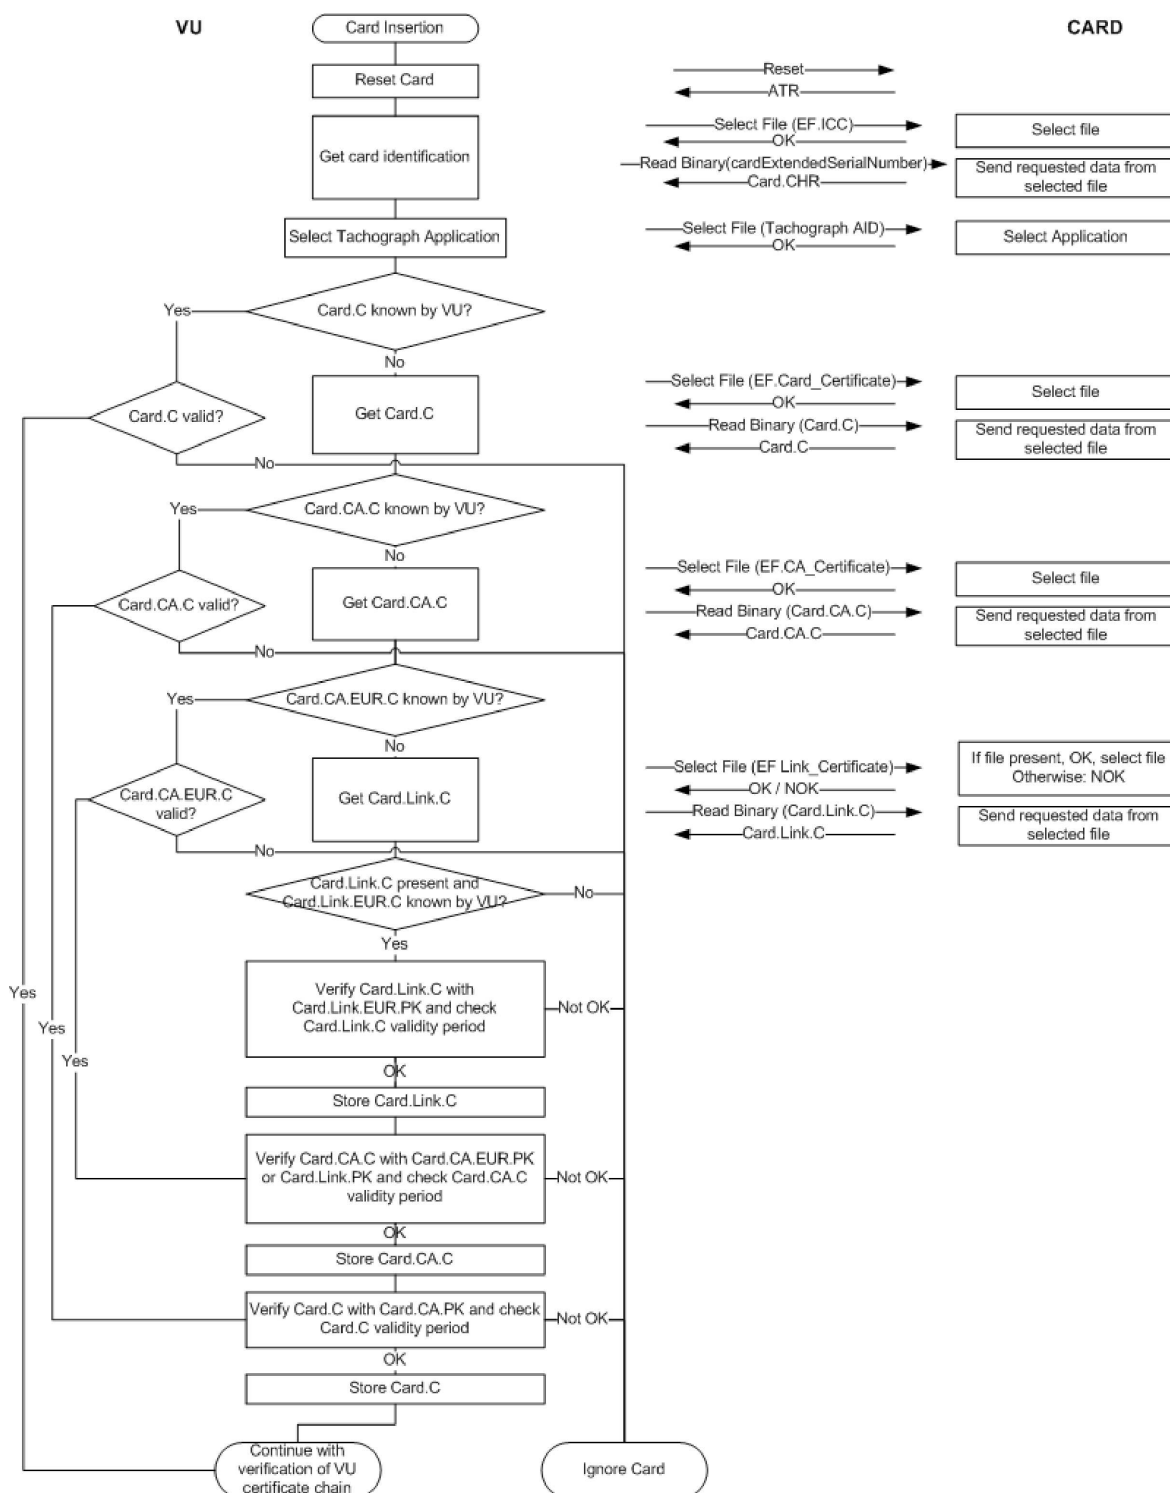 VU
Card Insertion
CARD
Reset Card
Reset
ATR
Get card identification
Select File (EF.ICC)
OK
Select file
Read Binary(cardExtendedSerialNumber)
Card.CHR
Send requested data from
selected file
Select Tachograph Application
Select File (Tachograph AID)
OK
Select Application
Card.C known by VU?
Yes
No
Card.C valid?
Get Card.C
Select File (EF.Card_Certificate)
OK
Select file
Read Binary (Card.C)
Card.C
Send requested data from
selected file
No
Card.CA.C known by VU?
Yes
No
Card.CA.C valid?
Get Card.CA.C
Select File (EF.CA_Certificate)
OK
Select file
Read Binary (Card.CA.C)
Card.CA.C
Send requested data from
selected file
No
Card.CA.EUR.C known by VU?
Yes
No
Card.CA.EUR.C
valid?
Get Card.Link.C
Select File (EF Link_Certificate)
OK / NOK
If file present, OK, select file
Otherwise: NOK
Read Binary (Card.Link.C)
Card.Link.C
Send requested data from
selected file
No
Card.Link.C present and
Card.Link.EUR.C known by VU?
No
Yes
Verify Card.Link.C with
Card.Link.EUR.PK and check
Card.Link.C validity period
Not OK
Yes
Yes
Yes
OK
Store Card.Link.C
Verify Card.CA.C with Card.CA.EUR.PK
or Card.Link.PK and check Card.CA.C
validity period
Not OK
OK
Store Card.CA.C
Verify Card.C with Card.CA.PK and check
Card.C validity period
Not OK
OK
Store Card.C
Continue with
verification of VU
certificate chain
Ignore Card